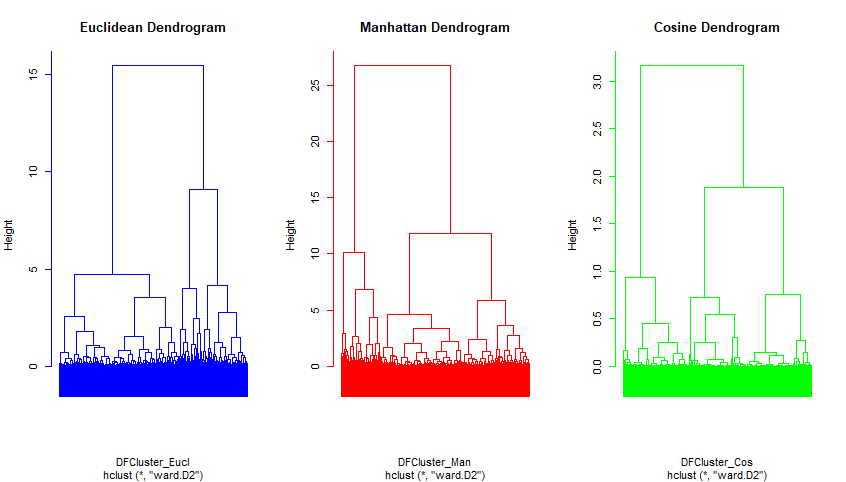 Euclidean Dendrogram
Height
15
10
5
0
DFCluster_Eucl
hclust (*, "ward.D2")
Manhattan Dendrogram
Height
25
20
15
10
5
0
DFCluster_Man
hclust (*, "ward.D2")
Cosine Dendrogram
Height
3.0
2.5
2.0
1.5
1.0
0.5
0.0
DFCluster_Cos
hclust (*, "ward.D2")